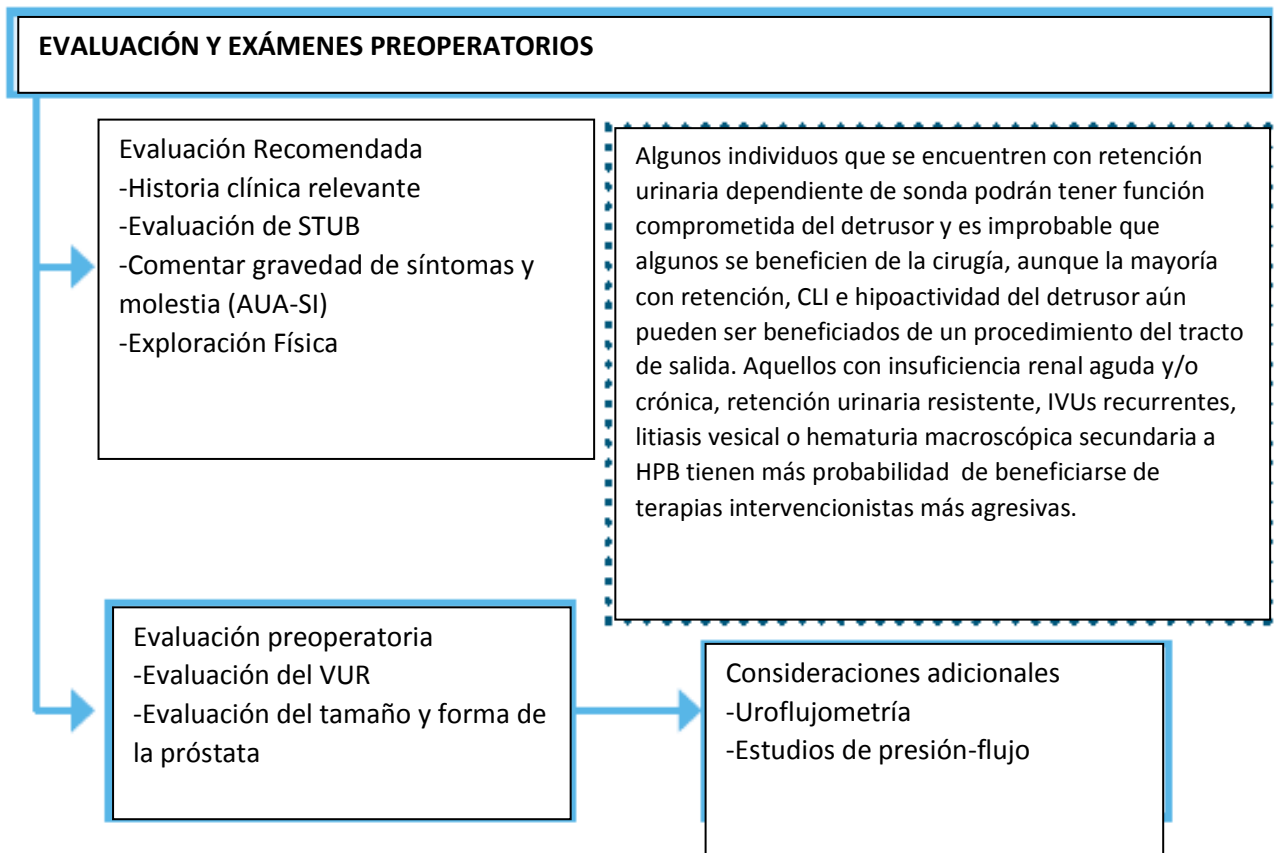 EVALUACIÓN Y EXÁMENES PREOPERATORIOS
Evaluación Recomendada
-Historia clínica relevante
-Evaluación de STUB
-Comentar gravedad de síntomas y
molestia (AUA-SI)
-Exploración Física
Algunos individuos que se encuentren con retención
urinaria dependiente de sonda podrán tener función
comprometida del detrusor y es improbable que
algunos se beneficien de la cirugía, aunque la mayoría
con retención, CLI e hipoactividad del detrusor aún
pueden ser beneficiados de un procedimiento del tracto
de salida. Aquellos con insuficiencia renal aguda y/o
crónica, retención urinaria resistente, IVUs recurrentes,
litiasis vesical o hematuria macroscópica secundaria a
HPB tienen más probabilidad de beneficiarse de
terapias intervencionistas más agresivas.
Evaluación preoperatoria
-Evaluación del VUR
-Evaluación del tamaño y forma de
la próstata
Consideraciones adicionales
-Uroflujometría
-Estudios de presión-flujo